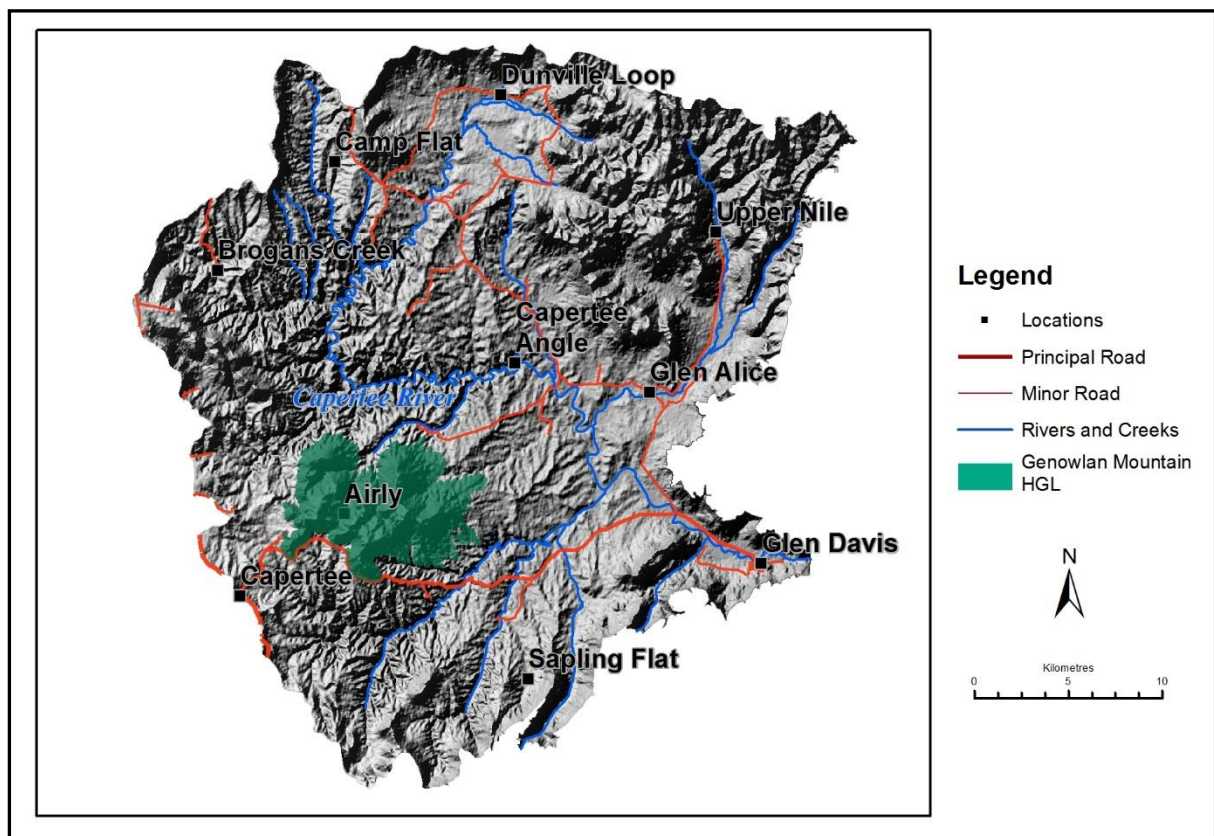 Dunville Loop
Camp Flat
Upper Nile
Brogans Creek
Capertee
Angle
Glen Alice
Capertee River
Airly
Glen Davis
Capertee
Sapling Flat
Legend
Locations
Principal Road
Minor Road
Rivers and Creeks
Genowlan Mountain
HGL
N
Kilometres
0 5 10